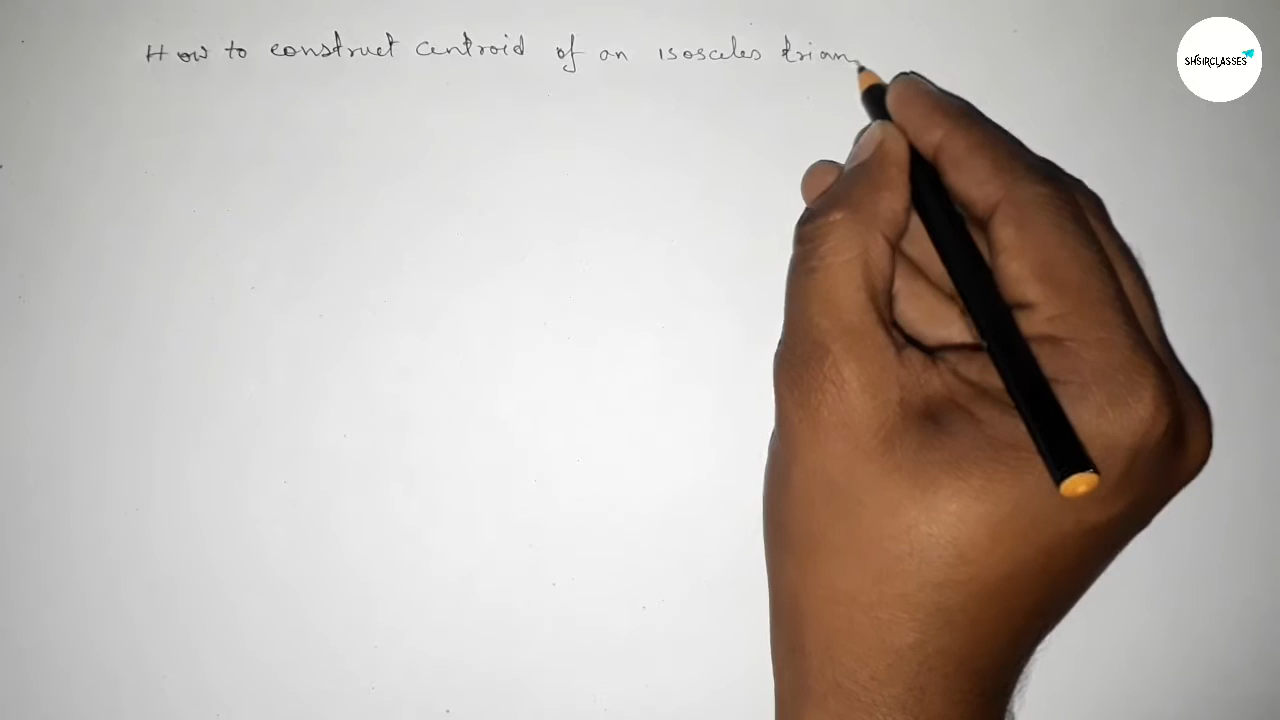 How to construct centroid of an isosceles trian
SHSIRCLASSES